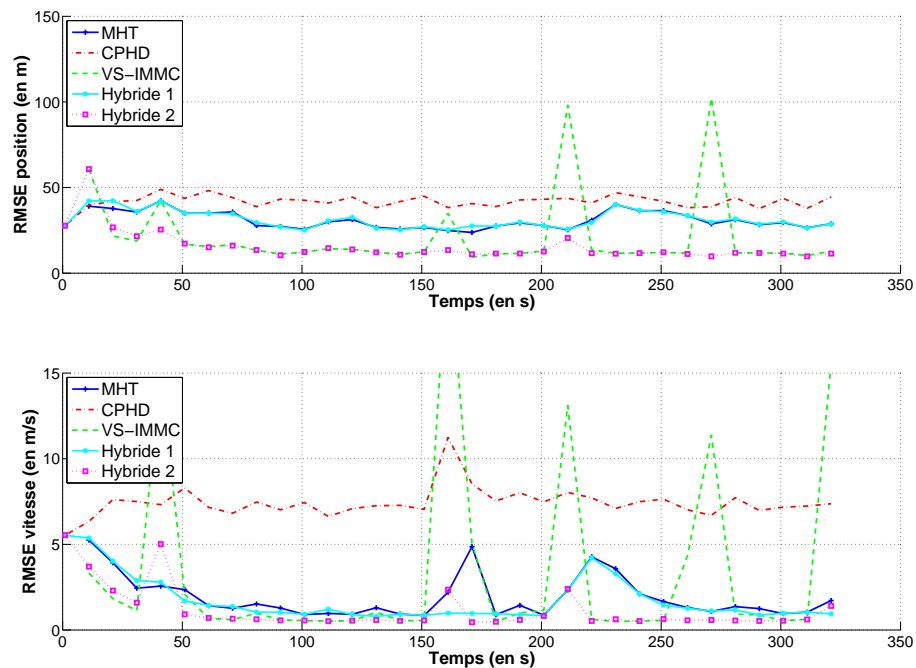 150
100
50
0
RMSE position (en m)
MHT
CPHD
VS−IMMC
Hybride 1
Hybride 2
0 50 100 150 200 250 300 350
Temps (en s)
15
10
5
0
RMSE vitesse (en m/s)
MHT
CPHD
VS−IMMC
Hybride 1
Hybride 2
0 50 100 150 200 250 300 350
Temps (en s)